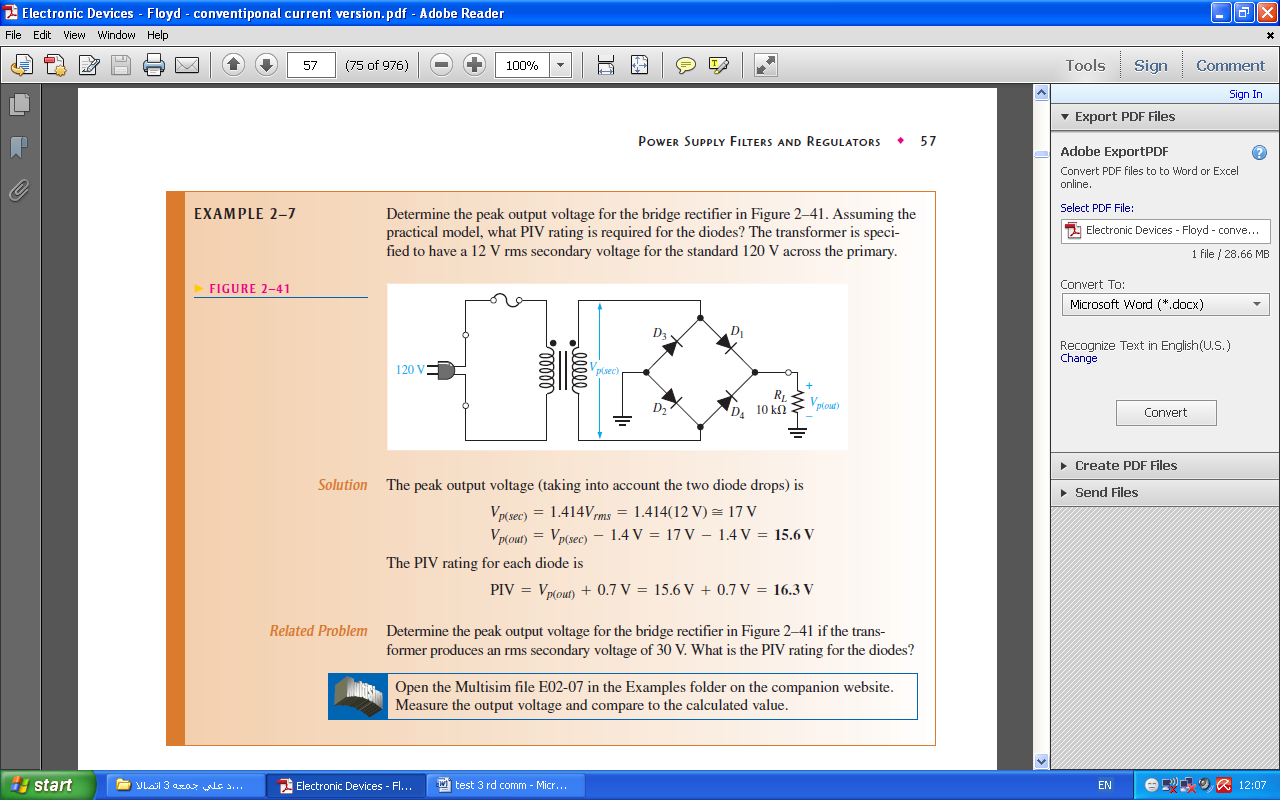 Electronic Devices - Floyd - conventiponal current version.pdf - Adobe Reader
File Edit View Window Help
57 (75 of 976) 100% Tools Sign Comment
Sign In
Export PDF Files
Adobe ExportPDF
Convert PDF files to to Word or Excel
online.
Select PDF File:
Electronic Devices - Floyd - conve...
1 file / 28.66 MB
Convert To:
Microsoft Word (*.docx)
Recognize Text in English(U.S.)
Change
Convert
Create PDF Files
Send Files
POWER SUPPLY FILTERS AND REGULATORS ◆ 57
EXAMPLE 2–7
Determine the peak output voltage for the bridge rectifier in Figure 2–41. Assuming the
practical model, what PIV rating is required for the diodes? The transformer is speci-
fied to have a 12 V rms secondary voltage for the standard 120 V across the primary.
► FIGURE 2–41
120 V
Vp(sec)
D3
D1
D2
D4
RL
10 kΩ
+
Vp(out)
–
Solution
The peak output voltage (taking into account the two diode drops) is
Vp(sec) = 1.414Vrms = 1.414(12 V) ≅ 17 V
Vp(out) = Vp(sec) − 1.4 V = 17 V − 1.4 V = 15.6 V
The PIV rating for each diode is
PIV = Vp(out) + 0.7 V = 15.6 V + 0.7 V = 16.3 V
Related Problem
Determine the peak output voltage for the bridge rectifier in Figure 2–41 if the trans-
former produces an rms secondary voltage of 30 V. What is the PIV rating for the diodes?
Open the Multisim file E02-07 in the Examples folder on the companion website.
Measure the output voltage and compare to the calculated value.
start
د علي جمعه 3 اتصالا...
Electronic Devices - Fl...
test 3 rd comm - Micr...
EN
12:07